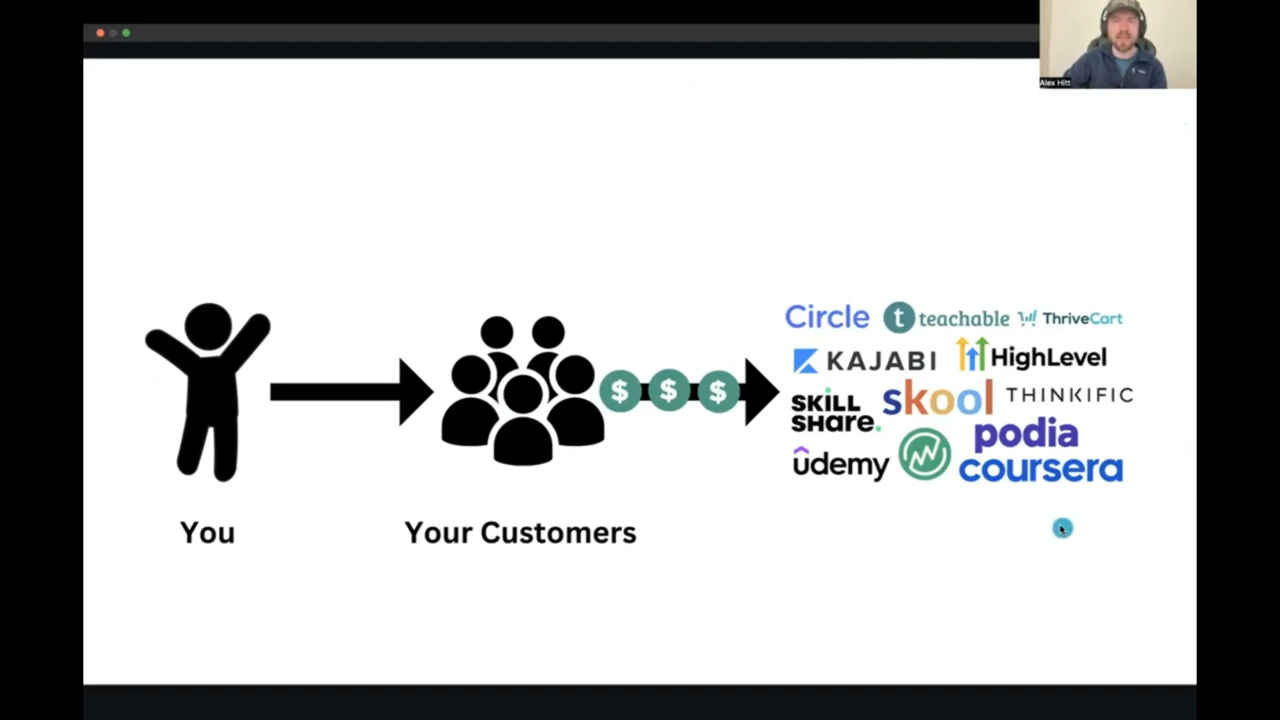 Alex Hitt
Circle
t teachable
ThriveCart
KAJABI
HighLevel
SKILL
SHARE.
skool
THINKIFIC
podia
udemy
coursera
$ $ $
You
Your Customers